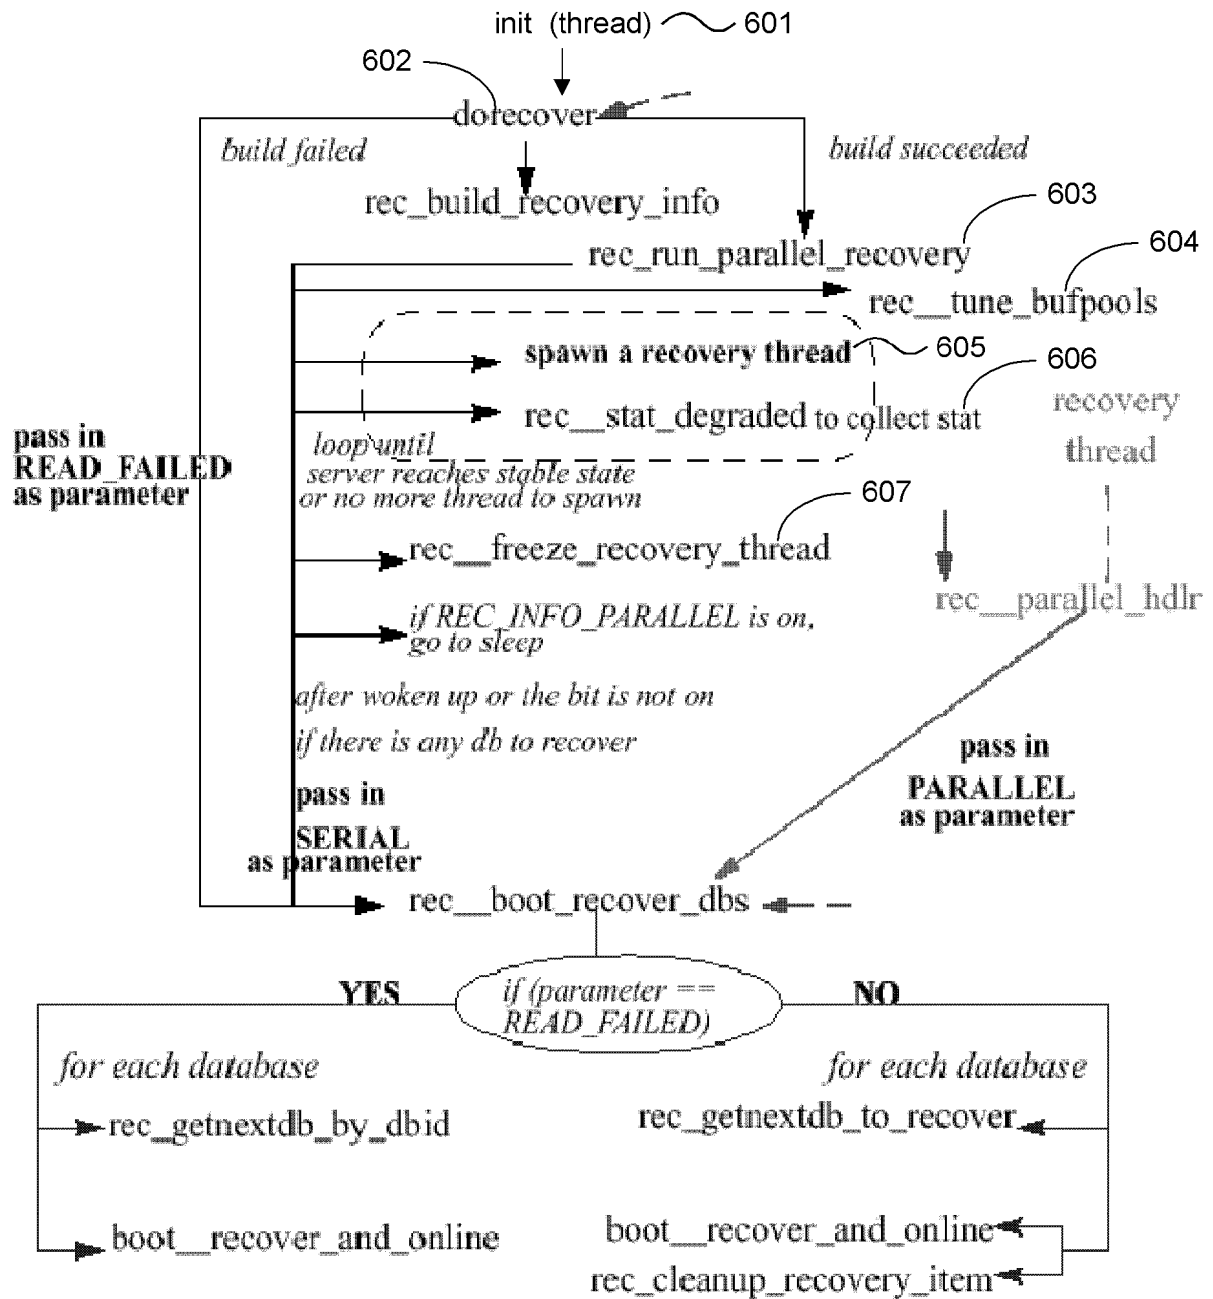 init (thread) 601
602
dorecover
build failed
build succeeded
rec_build_recovery_info
603
rec_run_parallel_recovery
604
rec__tune_bufpools
spawn a recovery thread 605
606
rec__stat_degraded to collect stat
recovery
thread
loop until
server reaches stable state
or no more thread to spawn
pass in
READ_FAILED
as parameter
607
rec__freeze_recovery_thread
rec__parallel_hdlr
if REC_INFO_PARALLEL is on,
go to sleep
after woken up or the bit is not on
if there is any db to recover
pass in
PARALLEL
as parameter
pass in
SERIAL
as parameter
rec__boot_recover_dbs
YES
if (parameter ==
READ_FAILED)
NO
for each database
for each database
rec_getnextdb_by_dbid
rec_getnextdb_to_recover
boot__recover_and_online
boot__recover_and_online
rec_cleanup_recovery_item